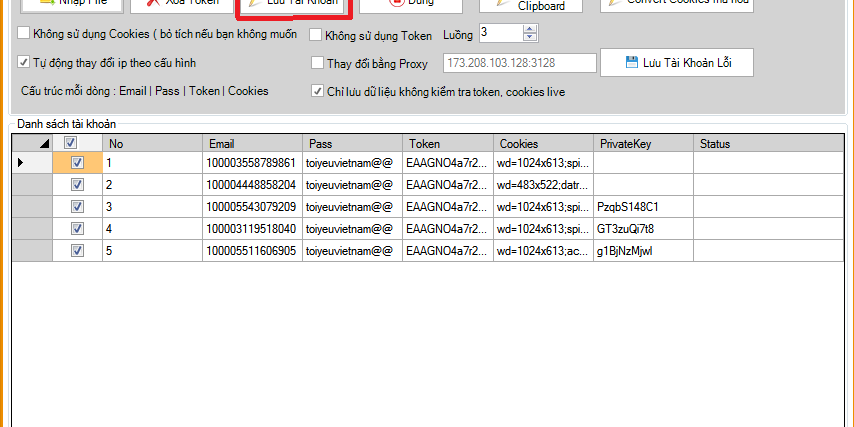 Nhập File Xóa Token Lưu Tài Khoản Dừng Clipboard Convert Cookies mã hóa
Không sử dụng Cookies ( bỏ tích nếu bạn không muốn Không sử dụng Token Luồng 3
Tự động thay đổi ip theo cấu hình Thay đổi bằng Proxy 173.208.103.128:3128 Lưu Tài Khoản Lỗi
Cấu trúc mỗi dòng : Email | Pass | Token | Cookies Chỉ lưu dữ liệu không kiểm tra token, cookies live
Danh sách tài khoản
No Email Pass Token Cookies PrivateKey Status
1 100003558789861 toiyeuvietnam@@ EAAGNO4a7r2... wd=1024x613;spi...
2 100004448858204 toiyeuvietnam@@ EAAGNO4a7r2... wd=483x522;datr...
3 100005543079209 toiyeuvietnam@@ EAAGNO4a7r2... wd=1024x613;spi... PzqbS148C1
4 100003119518040 toiyeuvietnam@@ EAAGNO4a7r2... wd=1024x613;spi... GT3zuQi7t8
5 100005511606905 toiyeuvietnam@@ EAAGNO4a7r2... wd=1024x613;ac... g1BjNzMjwl